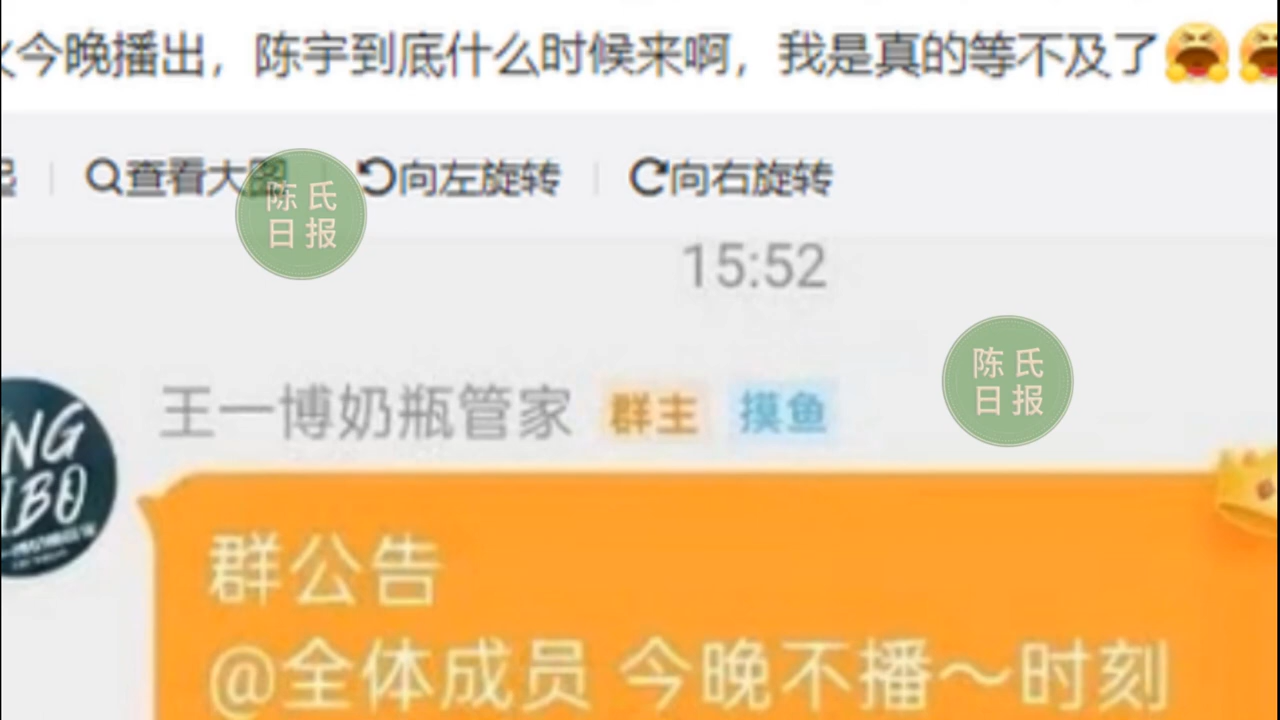 今晚播出，陈宇到底什么时候来啊，我是真的等不及了
查看大图 向左旋转 向右旋转
陈氏
日报
15:52
陈氏
日报
王一博奶瓶管家 群主 摸鱼
NG
IBO
群公告
@全体成员 今晚不播～时刻